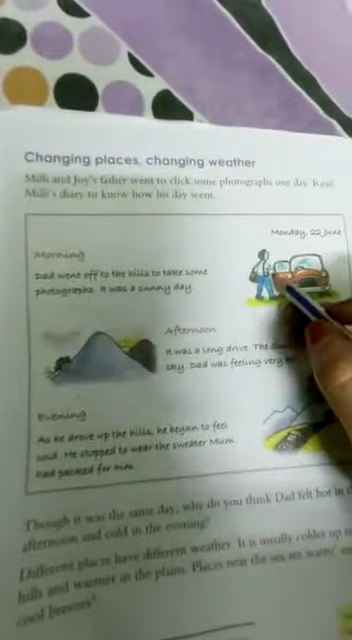 Changing places, changing weather
Milli and Joy's father went to click some photographs one day. Read
Milli's diary to know how his day went.
Monday, 22 June
Morning
Dad went off to the hills to take some
photographs. It was a sunny day.
Afternoon
It was a long drive. The
sky. Dad was feeling very
Evening
As he drove up the hills, he began to feel
cold. He stopped to wear the sweater Mum
had packed for him.
Though it was the same day, why do you think Dad felt hot in the
afternoon and cold in the evening?
Different places have different weather. It is usually colder up
hills and warmer in the plains. Places near the sea are warm
cool breezes